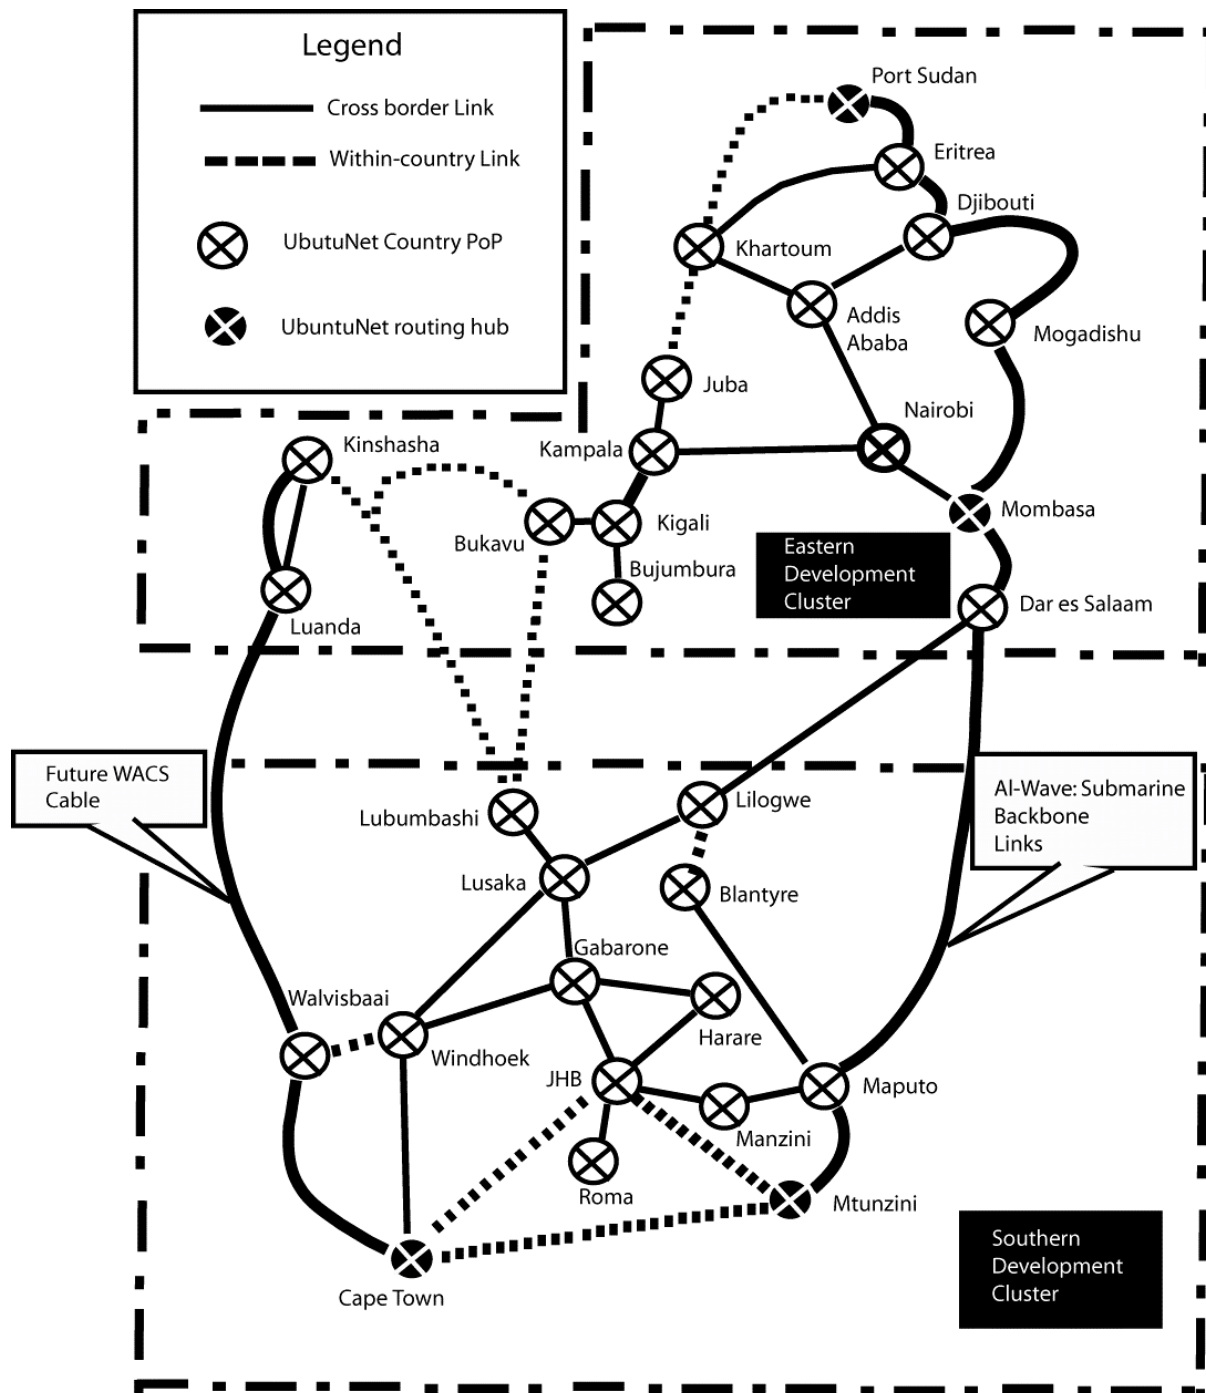 Legend
Cross border Link
Within-country Link
UbutuNet Country PoP
UbuntuNet routing hub
Port Sudan
Eritrea
Djibouti
Khartoum
Addis
Ababa
Mogadishu
Juba
Nairobi
Kinshasha
Kampala
Mombasa
Bukavu
Kigali
Eastern
Development
Cluster
Bujumbura
Dar es Salaam
Luanda
Future WACS
Cable
Al-Wave: Submarine
Backbone
Links
Lilogwe
Lubumbashi
Lusaka
Blantyre
Gabarone
Walvisbaai
Harare
Windhoek
JHB
Maputo
Manzini
Roma
Mtunzini
Southern
Development
Cluster
Cape Town